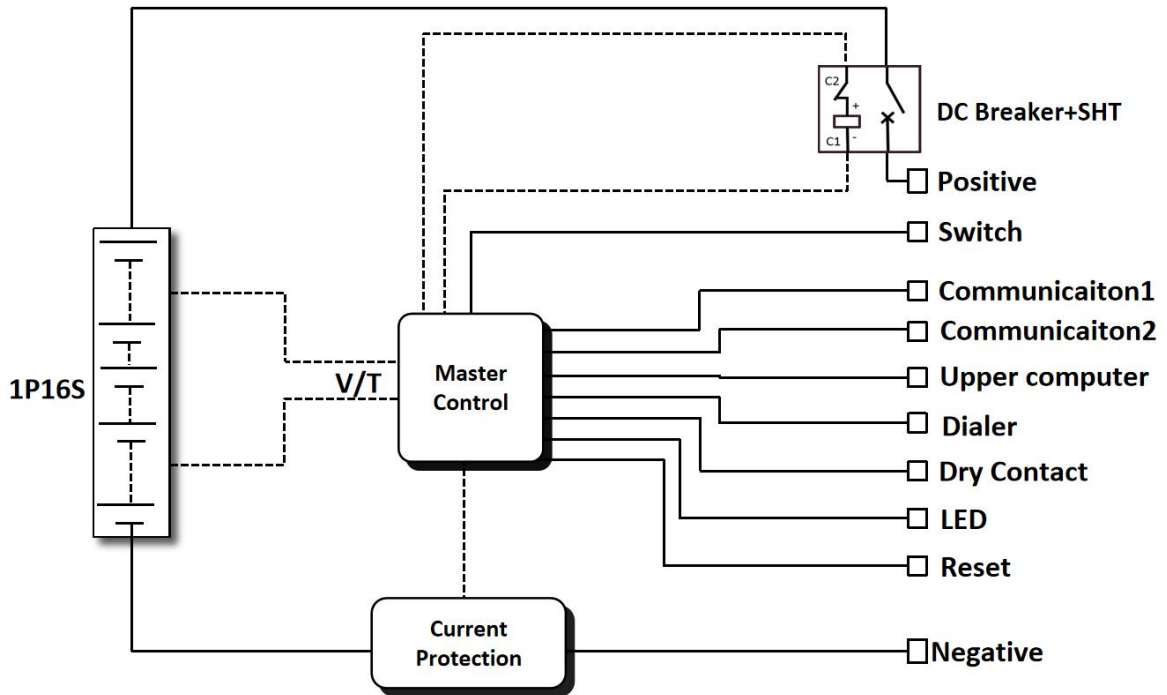 C2
+
-
C1
DC Breaker+SHT
Positive
Switch
Communicaiton1
Communicaiton2
Upper computer
Dialer
Dry Contact
LED
Reset
Negative
1P16S
V/T
Master
Control
Current
Protection